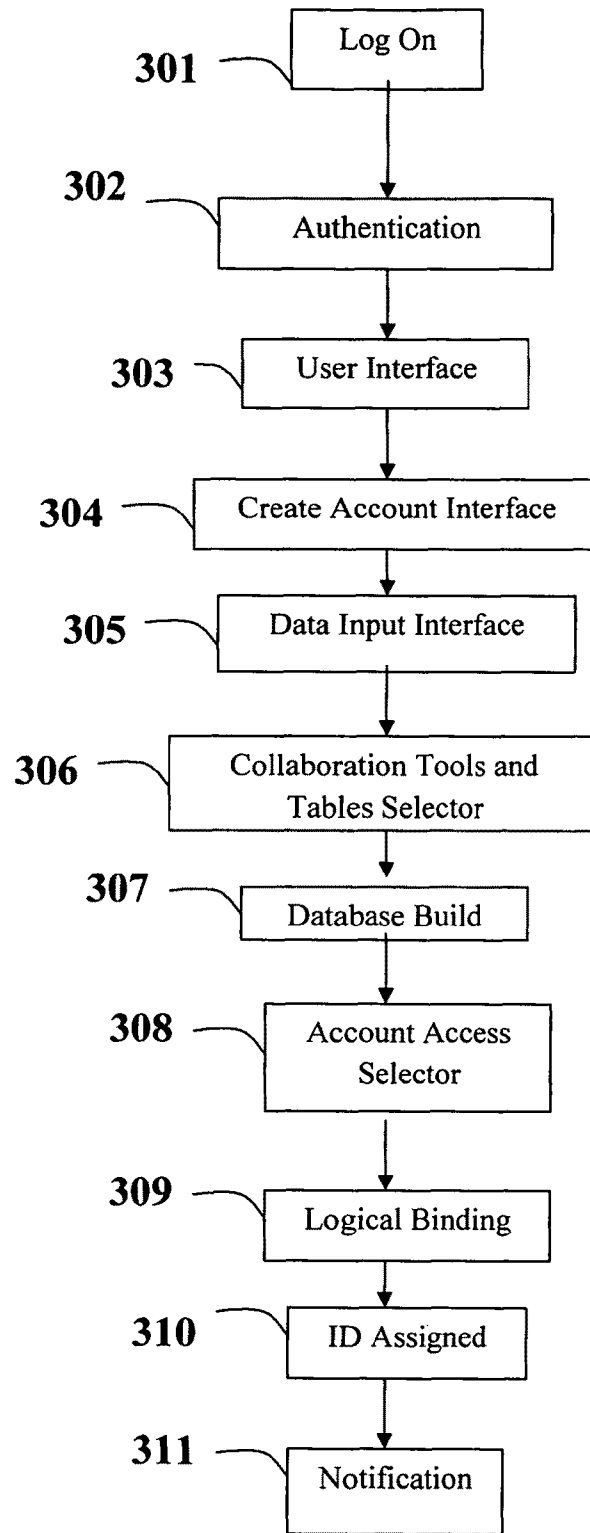 301
Log On
302
Authentication
303
User Interface
304
Create Account Interface
305
Data Input Interface
306
Collaboration Tools and
Tables Selector
307
Database Build
308
Account Access
Selector
309
Logical Binding
310
ID Assigned
311
Notification